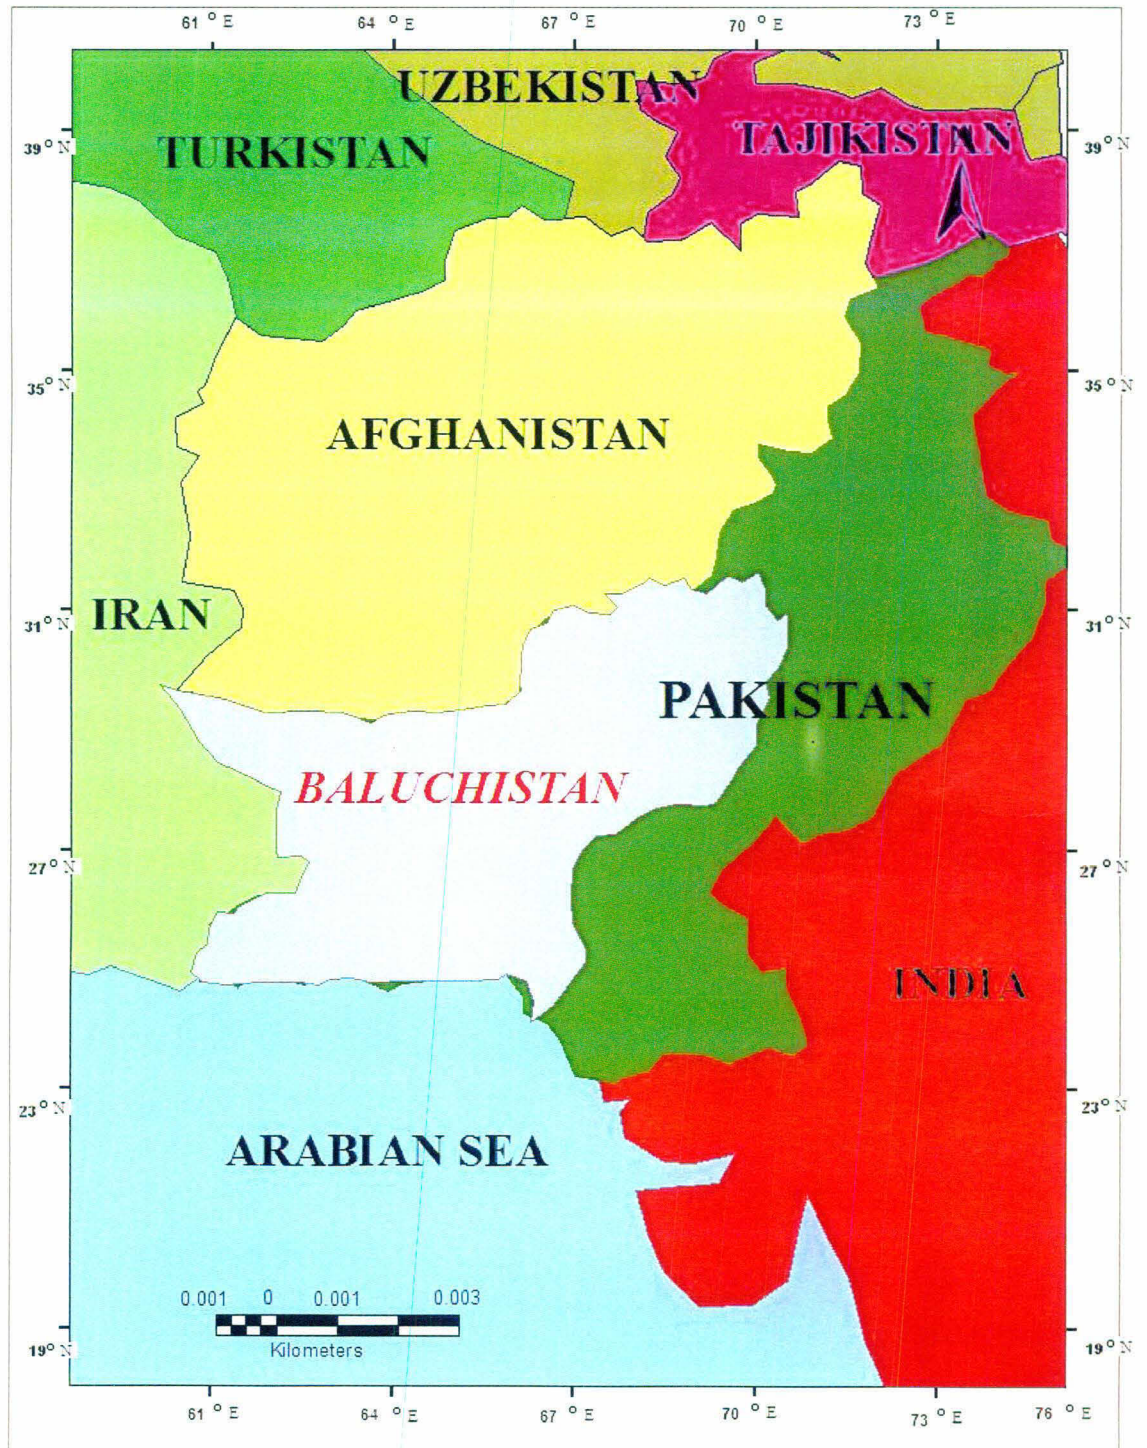 61 ° E 64 ° E 67 ° E 70 ° E 73 ° E
UZBEKISTAN
TAJIKISTAN
TURKISTAN
39° N 39° N
35° N 35° N
AFGHANISTAN
IRAN
31° N 31° N
PAKISTAN
BALUCHISTAN
27° N 27° N
INDIA
23° N 23° N
ARABIAN SEA
0.001 0 0.001 0.003
Kilometers
19° N 19° N
61 ° E 64 ° E 67 ° E 70 ° E 73 ° E 76 ° E